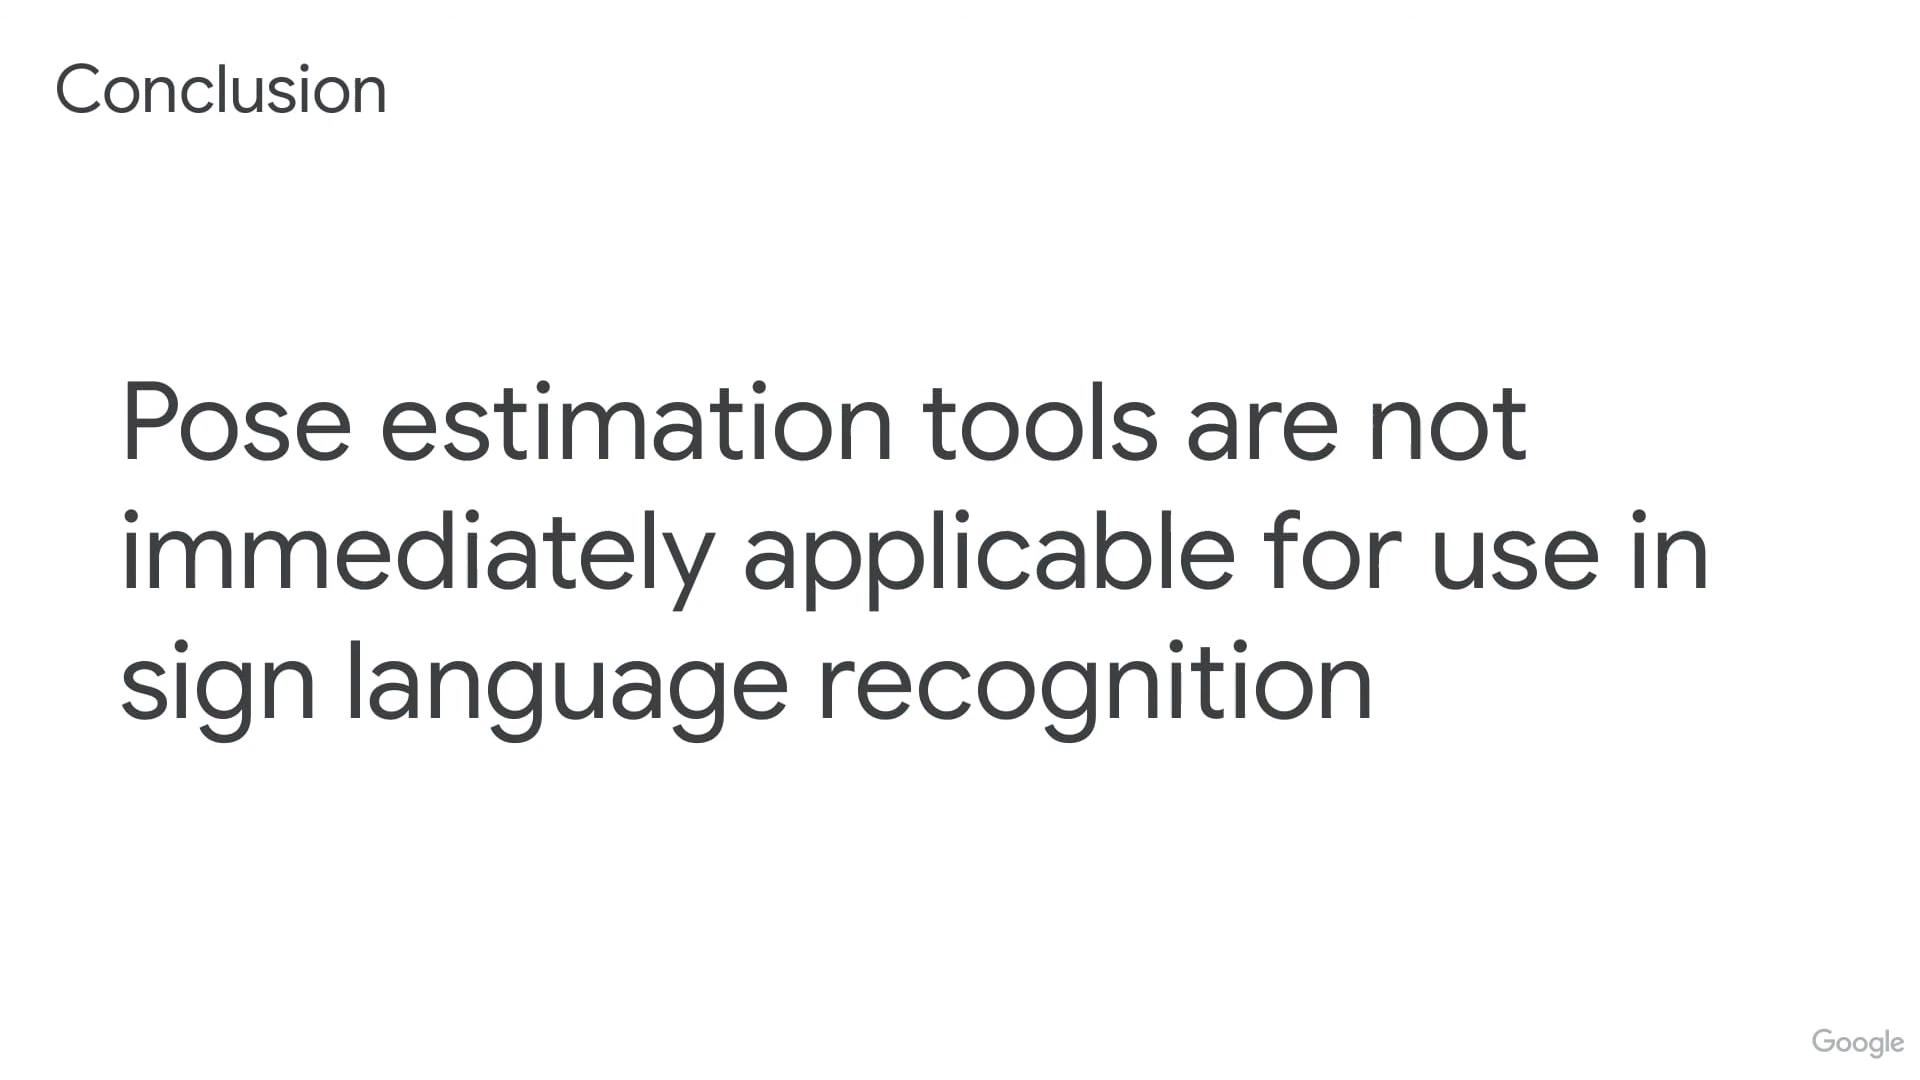 Conclusion
Pose estimation tools are not
immediately applicable for use in
sign language recognition
Google